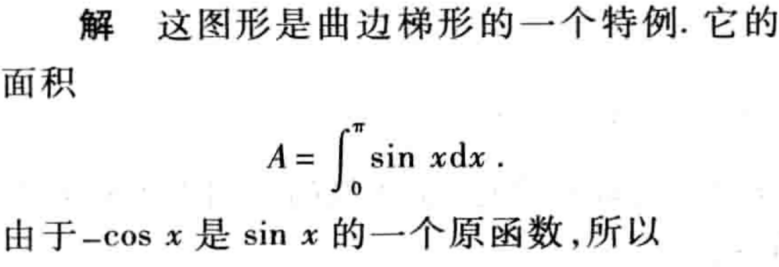 解 这图形是曲边梯形的一个特例. 它的
面积
A = ∫₀^π sin xdx .
由于-cos x 是 sin x 的一个原函数,所以